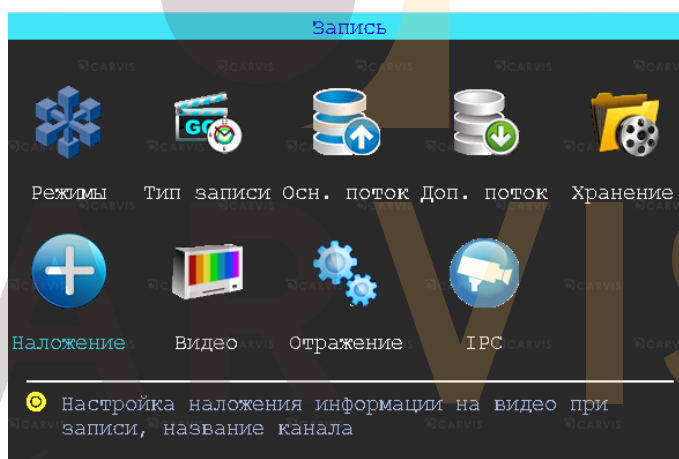 Запись
Режимы Тип записи Осн. поток Доп. поток Хранение
Наложение Видео Отражение IPC
Настройка наложения информации на видео при
записи, название канала
CARVIS